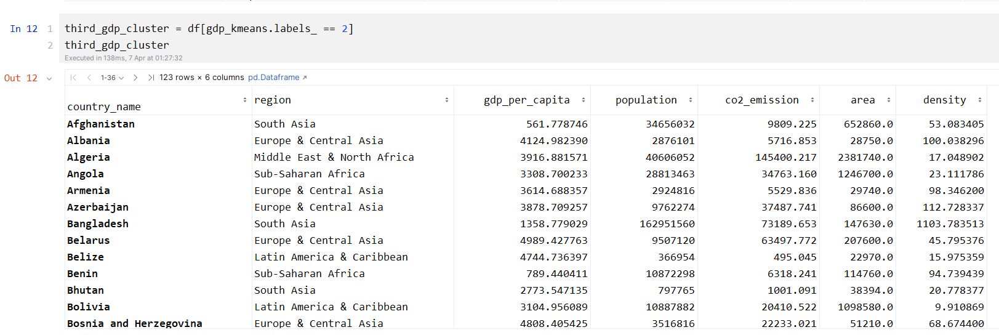 In 12 1 third_gdp_cluster = df[gdp_kmeans.labels_ == 2]
2 third_gdp_cluster
Executed in 138ms, 7 Apr at 01:27:32
Out 12 1-36 123 rows × 6 columns pd.Dataframe
country_name region gdp_per_capita population co2_emission area density
Afghanistan South Asia 561.778746 34656032 9809.225 652860.0 53.083405
Albania Europe & Central Asia 4124.982390 2876101 5716.853 28750.0 100.038296
Algeria Middle East & North Africa 3916.881571 40606052 145400.217 2381740.0 17.048902
Angola Sub-Saharan Africa 3308.700233 28813463 34763.160 1246700.0 23.111786
Armenia Europe & Central Asia 3614.688357 2924816 5529.836 29740.0 98.346200
Azerbaijan Europe & Central Asia 3878.709257 9762274 37487.741 86600.0 112.728337
Bangladesh South Asia 1358.779029 162951560 73189.653 147630.0 1103.783513
Belarus Europe & Central Asia 4989.427763 9507120 63497.772 207600.0 45.795376
Belize Latin America & Caribbean 4744.736397 366954 495.045 22970.0 15.975359
Benin Sub-Saharan Africa 789.440411 10872298 6318.241 114760.0 94.739439
Bhutan South Asia 2773.547135 797765 1001.091 38394.0 20.778377
Bolivia Latin America & Caribbean 3104.956089 10887882 20410.522 1098580.0 9.910869
Bosnia and Herzegovina Europe & Central Asia 4808.405425 3516816 22233.021 51210.0 68.674400